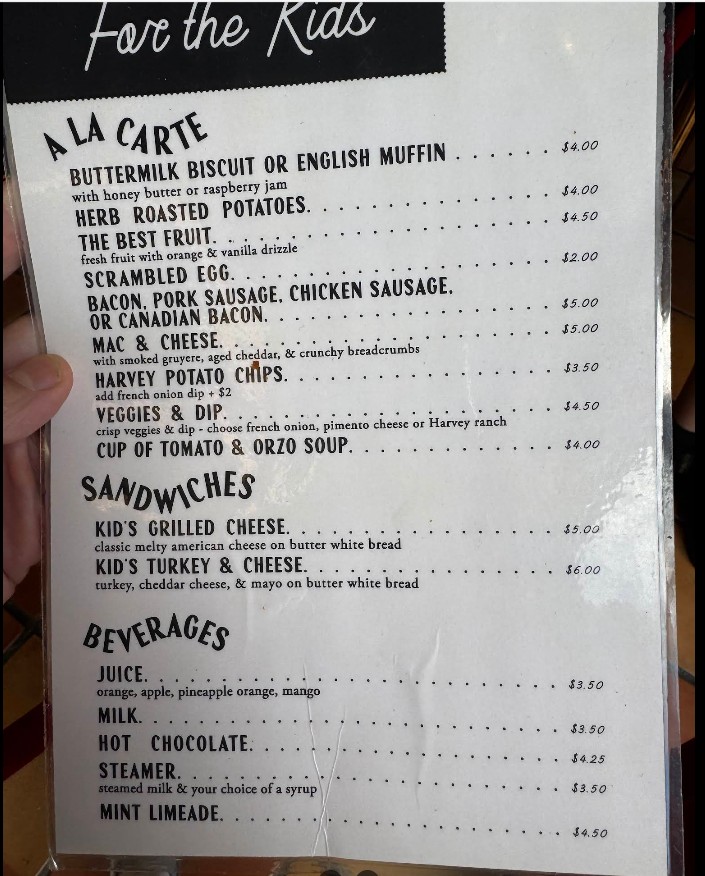 For the Kids
A LA CARTE
BUTTERMILK BISCUIT OR ENGLISH MUFFIN . . . . . . $4.00
with honey butter or raspberry jam
HERB ROASTED POTATOES. . . . . . . . . . . . . . $4.00
THE BEST FRUIT. . . . . . . . . . . . . . . . . . . $4.50
fresh fruit with orange & vanilla drizzle
SCRAMBLED EGG. . . . . . . . . . . . . . . . . . $2.00
BACON, PORK SAUSAGE, CHICKEN SAUSAGE,
OR CANADIAN BACON. . . . . . . . . . . . . . . . $5.00
MAC & CHEESE. . . . . . . . . . . . . . . . . . . $5.00
with smoked gruyere, aged cheddar, & crunchy breadcrumbs
HARVEY POTATO CHIPS. . . . . . . . . . . . . . . $3.50
add french onion dip + $2
VEGGIES & DIP. . . . . . . . . . . . . . . . . . . $4.50
crisp veggies & dip - choose french onion, pimento cheese or Harvey ranch
CUP OF TOMATO & ORZO SOUP. . . . . . . . . . . . $4.00
SANDWICHES
KID'S GRILLED CHEESE. . . . . . . . . . . . . . . $5.00
classic melty american cheese on butter white bread
KID'S TURKEY & CHEESE. . . . . . . . . . . . . . $6.00
turkey, cheddar cheese, & mayo on butter white bread
BEVERAGES
JUICE. . . . . . . . . . . . . . . . . . . . . . . $3.50
orange, apple, pineapple orange, mango
MILK. . . . . . . . . . . . . . . . . . . . . . . $3.50
HOT CHOCOLATE. . . . . . . . . . . . . . . . . . $4.25
STEAMER. . . . . . . . . . . . . . . . . . . . . $3.50
steamed milk & your choice of a syrup
MINT LIMEADE. . . . . . . . . . . . . . . . . . . $4.50